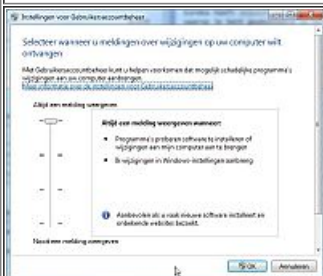 Instellingen voor Gebruikersaccountbeheer
Selecteer wanneer u meldingen over wijzigingen op uw computer wilt
ontvangen
Met Gebruikersaccountbeheer kunt u helpen voorkomen dat mogelijk schadelijke programma's
wijzigingen aan uw computer aanbrengen.
Meer informatie over de instellingen voor Gebruikersaccountbeheer
Altijd een melding weergeven
Altijd een melding weergeven wanneer:
Programma's proberen software te installeren of
wijzigingen aan mijn computer aan te brengen
Ik wijzigingen in Windows-instellingen aanbreng
Aanbevolen als u vaak nieuwe software installeert en
onbekende websites bezoekt.
Nooit een melding weergeven
OK
Annuleren